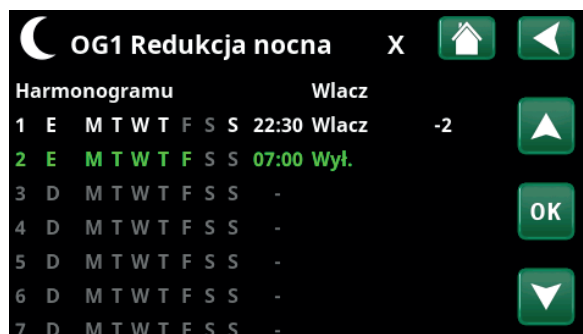 OG1 Redukcja nocna X
Harmonogramu Wlacz
1 E M T W T F S S 22:30 Wlacz -2
2 E M T W T F S S 07:00 Wył.
3 D M T W T F S S -
4 D M T W T F S S -
OK
5 D M T W T F S S -
6 D M T W T F S S -
7 D M T W T F S S -